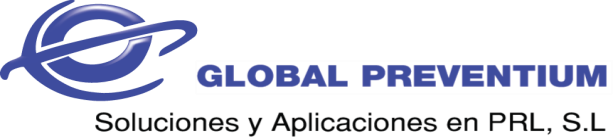 GLOBAL PREVENTIUM
Soluciones y Aplicaciones en PRL, S.L